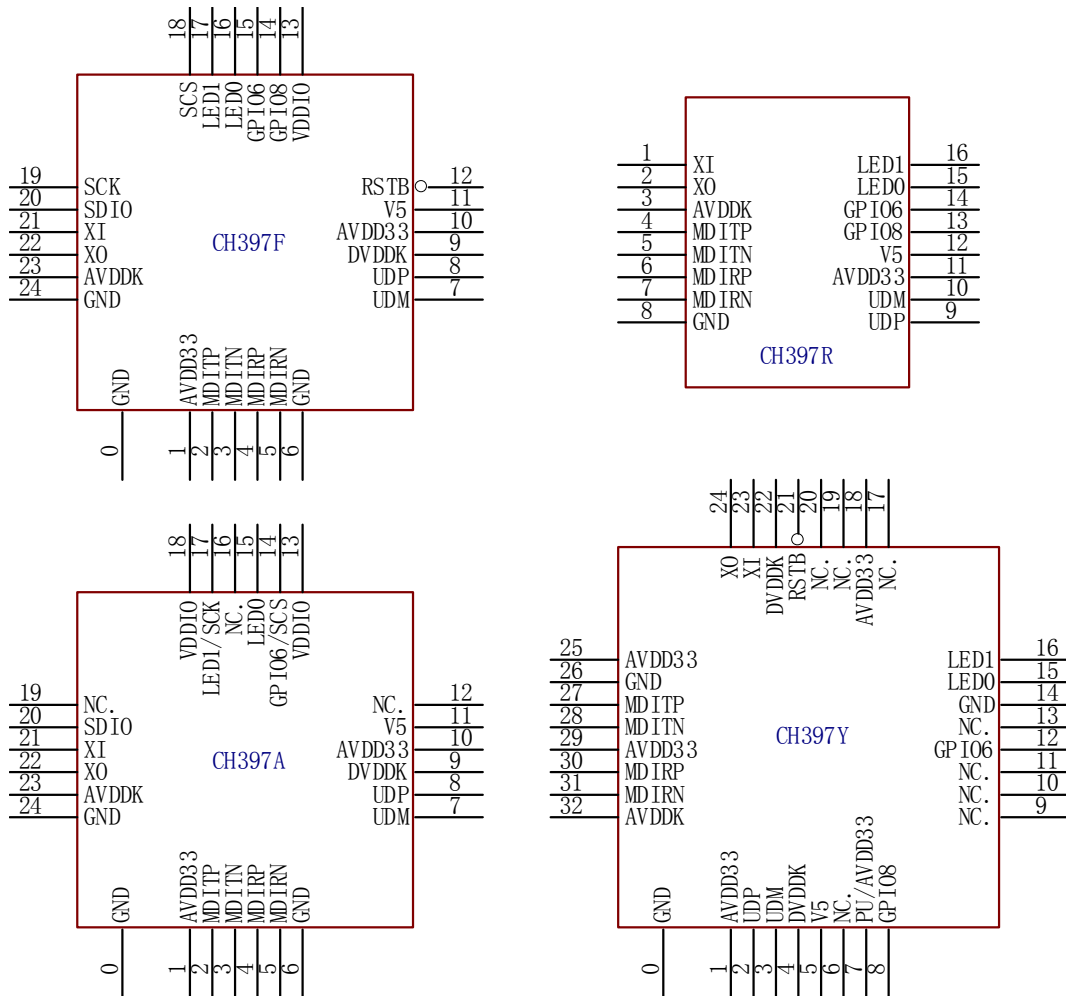 18 17 16 15 14 13
SCS LED1 LED0 GPIO6 GPIO8 VDDIO
19 SCK
20 SDIO
21 XI
22 XO
23 AVDDK
24 GND
CH397F
RSTB 12
V5 11
AVDD33 10
DVDDK 9
UDP 8
UDM 7
GND AVDD33 MDITP MDITN MDIRP MDIRN GND
0 1 2 3 4 5 6
1 XI
2 XO
3 AVDDK
4 MDITP
5 MDITN
6 MDIRP
7 MDIRN
8 GND
LED1 16
LED0 15
GPIO6 14
GPIO8 13
V5 12
AVDD33 11
UDM 10
UDP 9
CH397R
18 17 16 15 14 13
VDDIO LED1/SCK NC. LED0 GPIO6/SCS VDDIO
19 NC.
20 SDIO
21 XI
22 XO
23 AVDDK
24 GND
CH397A
NC. 12
V5 11
AVDD33 10
DVDDK 9
UDP 8
UDM 7
GND AVDD33 MDITP MDITN MDIRP MDIRN GND
0 1 2 3 4 5 6
24 23 22 21 20 19 18 17
XO XI DVDDK RSTB NC. NC. AVDD33 NC.
25 AVDD33
26 GND
27 MDITP
28 MDITN
29 AVDD33
30 MDIRP
31 MDIRN
32 AVDDK
CH397Y
LED1 16
LED0 15
GND 14
NC. 13
GPIO6 12
NC. 11
NC. 10
NC. 9
GND AVDD33 UDP UDM DVDDK V5 NC. PU/AVDD33 GPIO8
0 1 2 3 4 5 6 7 8